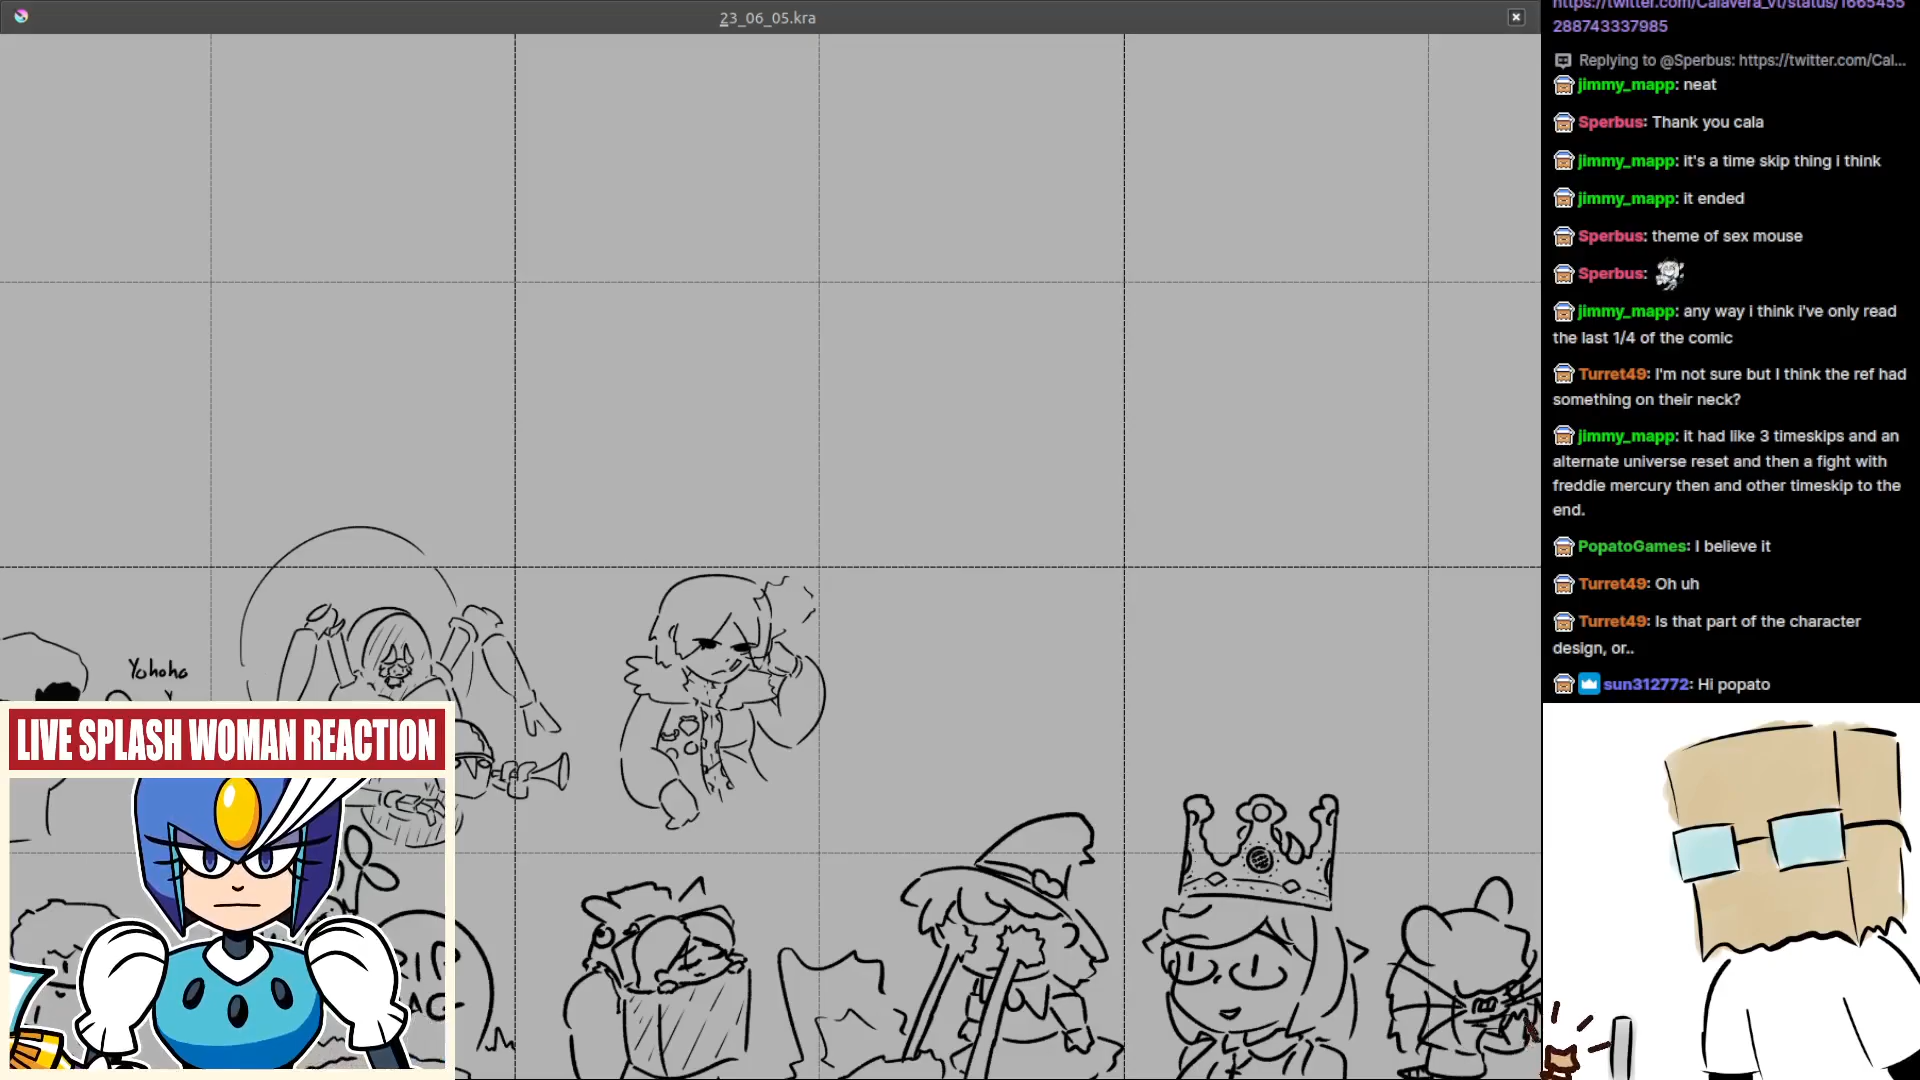 23_06_05.kra
https://twitter.com/Calavera_vt/status/1665455
288743337985
Replying to @Sperbus: https://twitter.com/Cal...
jimmy_mapp: neat
Sperbus: Thank you cala
jimmy_mapp: it's a time skip thing i think
jimmy_mapp: it ended
Sperbus: theme of sex mouse
Sperbus:
jimmy_mapp: any way i think i've only read
the last 1/4 of the comic
Turret49: I'm not sure but I think the ref had
something on their neck?
jimmy_mapp: it had like 3 timeskips and an
alternate universe reset and then a fight with
freddie mercury then and other timeskip to the
end.
PopatoGames: I believe it
Turret49: Oh uh
Turret49: Is that part of the character
design, or..
sun312772: Hi popato
Yohoho
LIVE SPLASH WOMAN REACTION